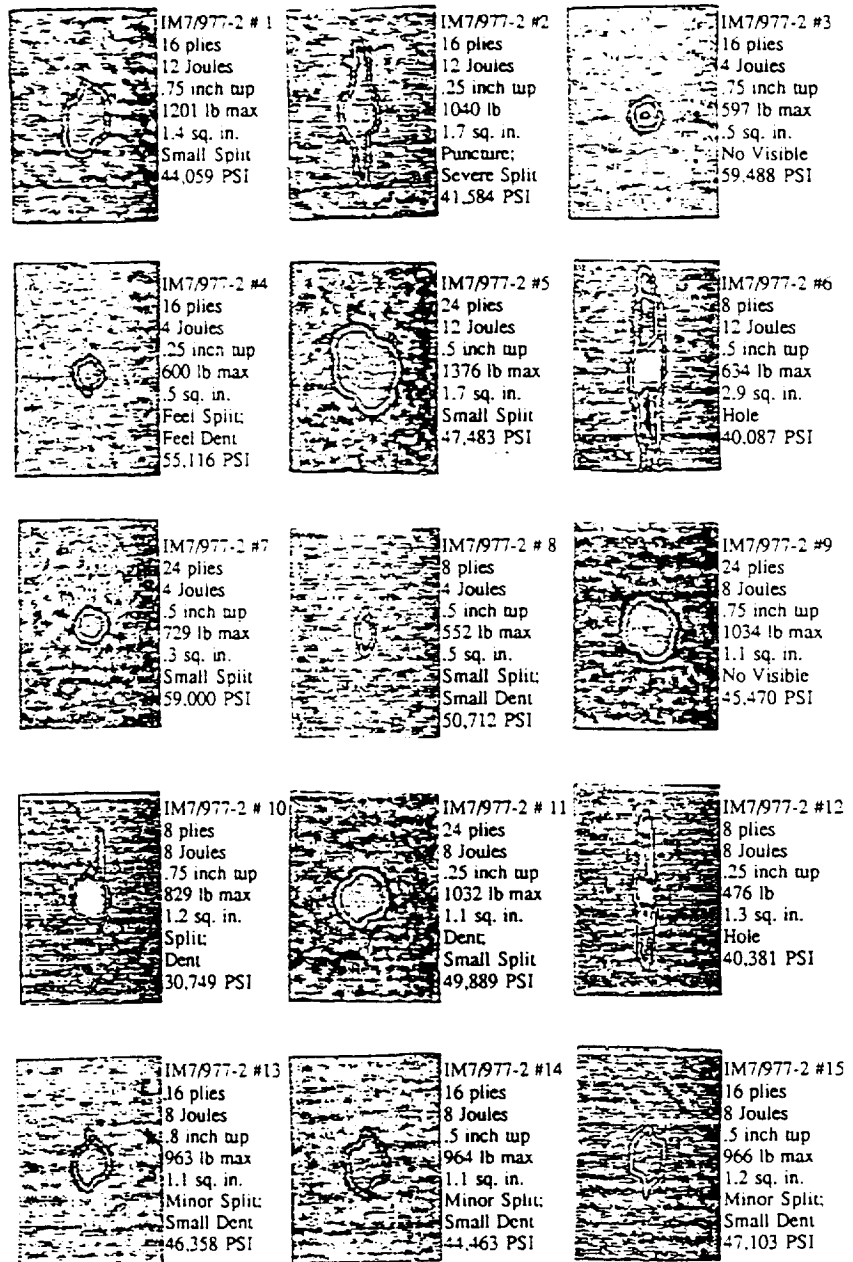 IM7/977-2 # 1
16 plies
12 Joules
.75 inch tup
1201 lb max
1.4 sq. in.
Small Split
44,059 PSI
IM7/977-2 #2
16 plies
12 Joules
.25 inch tup
1040 lb
1.7 sq. in.
Puncture;
Severe Split
41,584 PSI
IM7/977-2 #3
16 plies
4 Joules
.75 inch tup
597 lb max
.5 sq. in.
No Visible
59,488 PSI
IM7/977-2 #4
16 plies
4 Joules
.25 inch tup
600 lb max
.5 sq. in.
Feel Split;
Feel Dent
55,116 PSI
IM7/977-2 #5
24 plies
12 Joules
.5 inch tup
1376 lb max
1.7 sq. in.
Small Split
47,483 PSI
IM7/977-2 #6
8 plies
12 Joules
.5 inch tup
634 lb max
2.9 sq. in.
Hole
40,087 PSI
IM7/977-2 #7
24 plies
4 Joules
.5 inch tup
729 lb max
.3 sq. in.
Small Split
59,000 PSI
IM7/977-2 # 8
8 plies
4 Joules
.5 inch tup
552 lb max
.5 sq. in.
Small Split;
Small Dent
50,712 PSI
IM7/977-2 #9
24 plies
8 Joules
.75 inch tup
1034 lb max
1.1 sq. in.
No Visible
45,470 PSI
IM7/977-2 # 10
8 plies
8 Joules
.75 inch tup
829 lb max
1.2 sq. in.
Split;
Dent
30,749 PSI
IM7/977-2 # 11
24 plies
8 Joules
.25 inch tup
1032 lb max
1.1 sq. in.
Dent;
Small Split
49,889 PSI
IM7/977-2 #12
8 plies
8 Joules
.25 inch tup
476 lb
1.3 sq. in.
Hole
40,381 PSI
IM7/977-2 #13
16 plies
8 Joules
.8 inch tup
963 lb max
1.1 sq. in.
Minor Split;
Small Dent
46,358 PSI
IM7/977-2 #14
16 plies
8 Joules
.5 inch tup
964 lb max
1.1 sq. in.
Minor Split;
Small Dent
44,463 PSI
IM7/977-2 #15
16 plies
8 Joules
.5 inch tup
966 lb max
1.2 sq. in.
Minor Split;
Small Dent
47,103 PSI